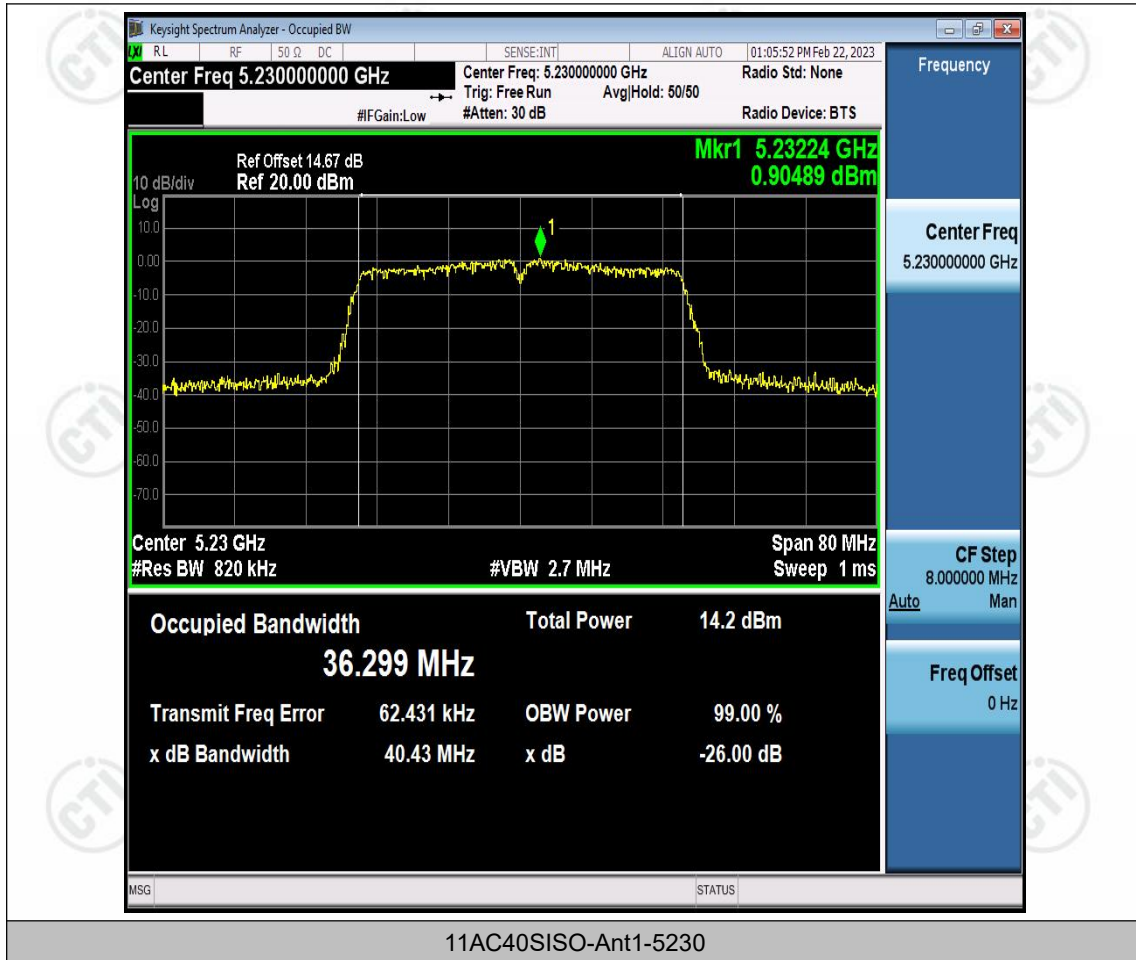 Keysight Spectrum Analyzer - Occupied BW
LXI RL RF 50 Ω DC SENSE:INT ALIGN AUTO 01:05:52 PM Feb 22, 2023
Center Freq 5.230000000 GHz
Center Freq: 5.230000000 GHz
Radio Std: None
Trig: Free Run
Avg|Hold: 50/50
#IFGain:Low
#Atten: 30 dB
Radio Device: BTS
Frequency
Ref Offset 14.67 dB
Mkr1 5.23224 GHz
10 dB/div
Ref 20.00 dBm
0.90489 dBm
Log
10.0
0.00
-10.0
-20.0
-30.0
-40.0
-50.0
-60.0
-70.0
1
Center 5.23 GHz
Span 80 MHz
#Res BW 820 kHz
#VBW 2.7 MHz
Sweep 1 ms
Occupied Bandwidth
Total Power 14.2 dBm
36.299 MHz
Transmit Freq Error 62.431 kHz
OBW Power 99.00 %
x dB Bandwidth 40.43 MHz
x dB -26.00 dB
Center Freq
5.230000000 GHz
CF Step
8.000000 MHz
Auto Man
Freq Offset
0 Hz
MSG
STATUS
11AC40SISO-Ant1-5230
CTI
CTI
CTI
CTI
CTI
CTI